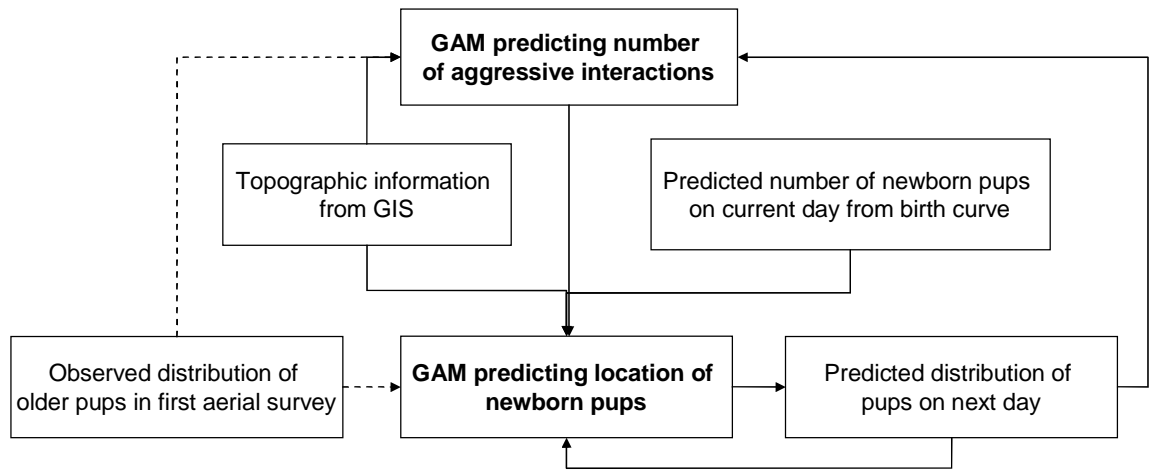 GAM predicting number
of aggressive interactions
Topographic information
from GIS
Predicted number of newborn pups
on current day from birth curve
Observed distribution of
older pups in first aerial survey
GAM predicting location of
newborn pups
Predicted distribution of
pups on next day